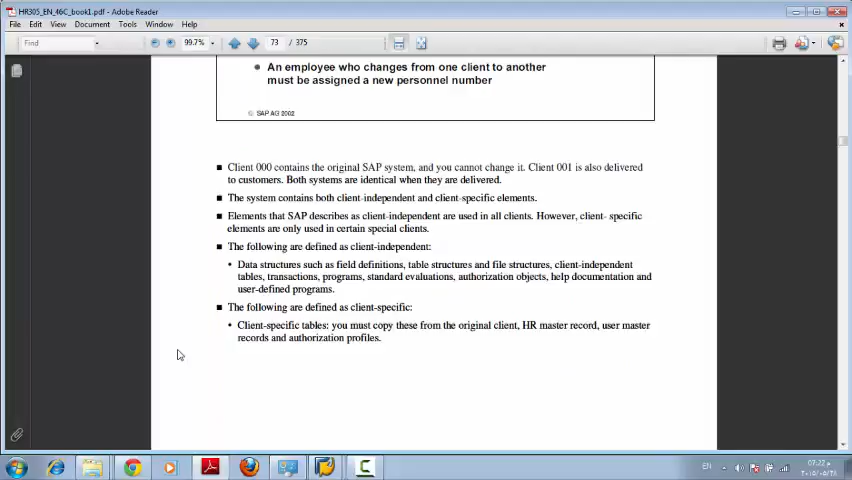 HR305_EN_46C_book1.pdf - Adobe Reader
File Edit View Document Tools Window Help
Find 99.7% 73 / 375
An employee who changes from one client to another
must be assigned a new personnel number
© SAP AG 2002
■ Client 000 contains the original SAP system, and you cannot change it. Client 001 is also delivered
to customers. Both systems are identical when they are delivered.
■ The system contains both client-independent and client-specific elements.
■ Elements that SAP describes as client-independent are used in all clients. However, client- specific
elements are only used in certain special clients.
■ The following are defined as client-independent:
• Data structures such as field definitions, table structures and file structures, client-independent
tables, transactions, programs, standard evaluations, authorization objects, help documentation and
user-defined programs.
■ The following are defined as client-specific:
• Client-specific tables: you must copy these from the original client, HR master record, user master
records and authorization profiles.
EN 07:22 م